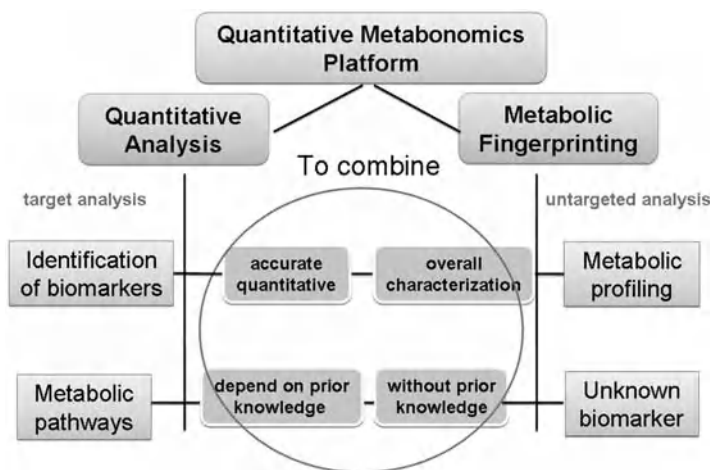 Quantitative Metabonomics
Platform
Quantitative
Analysis
Metabolic
Fingerprinting
To combine
target analysis
untargeted analysis
Identification
of biomarkers
accurate
quantitative
overall
characterization
Metabolic
profiling
Metabolic
pathways
depend on prior
knowledge
without prior
knowledge
Unknown
biomarker